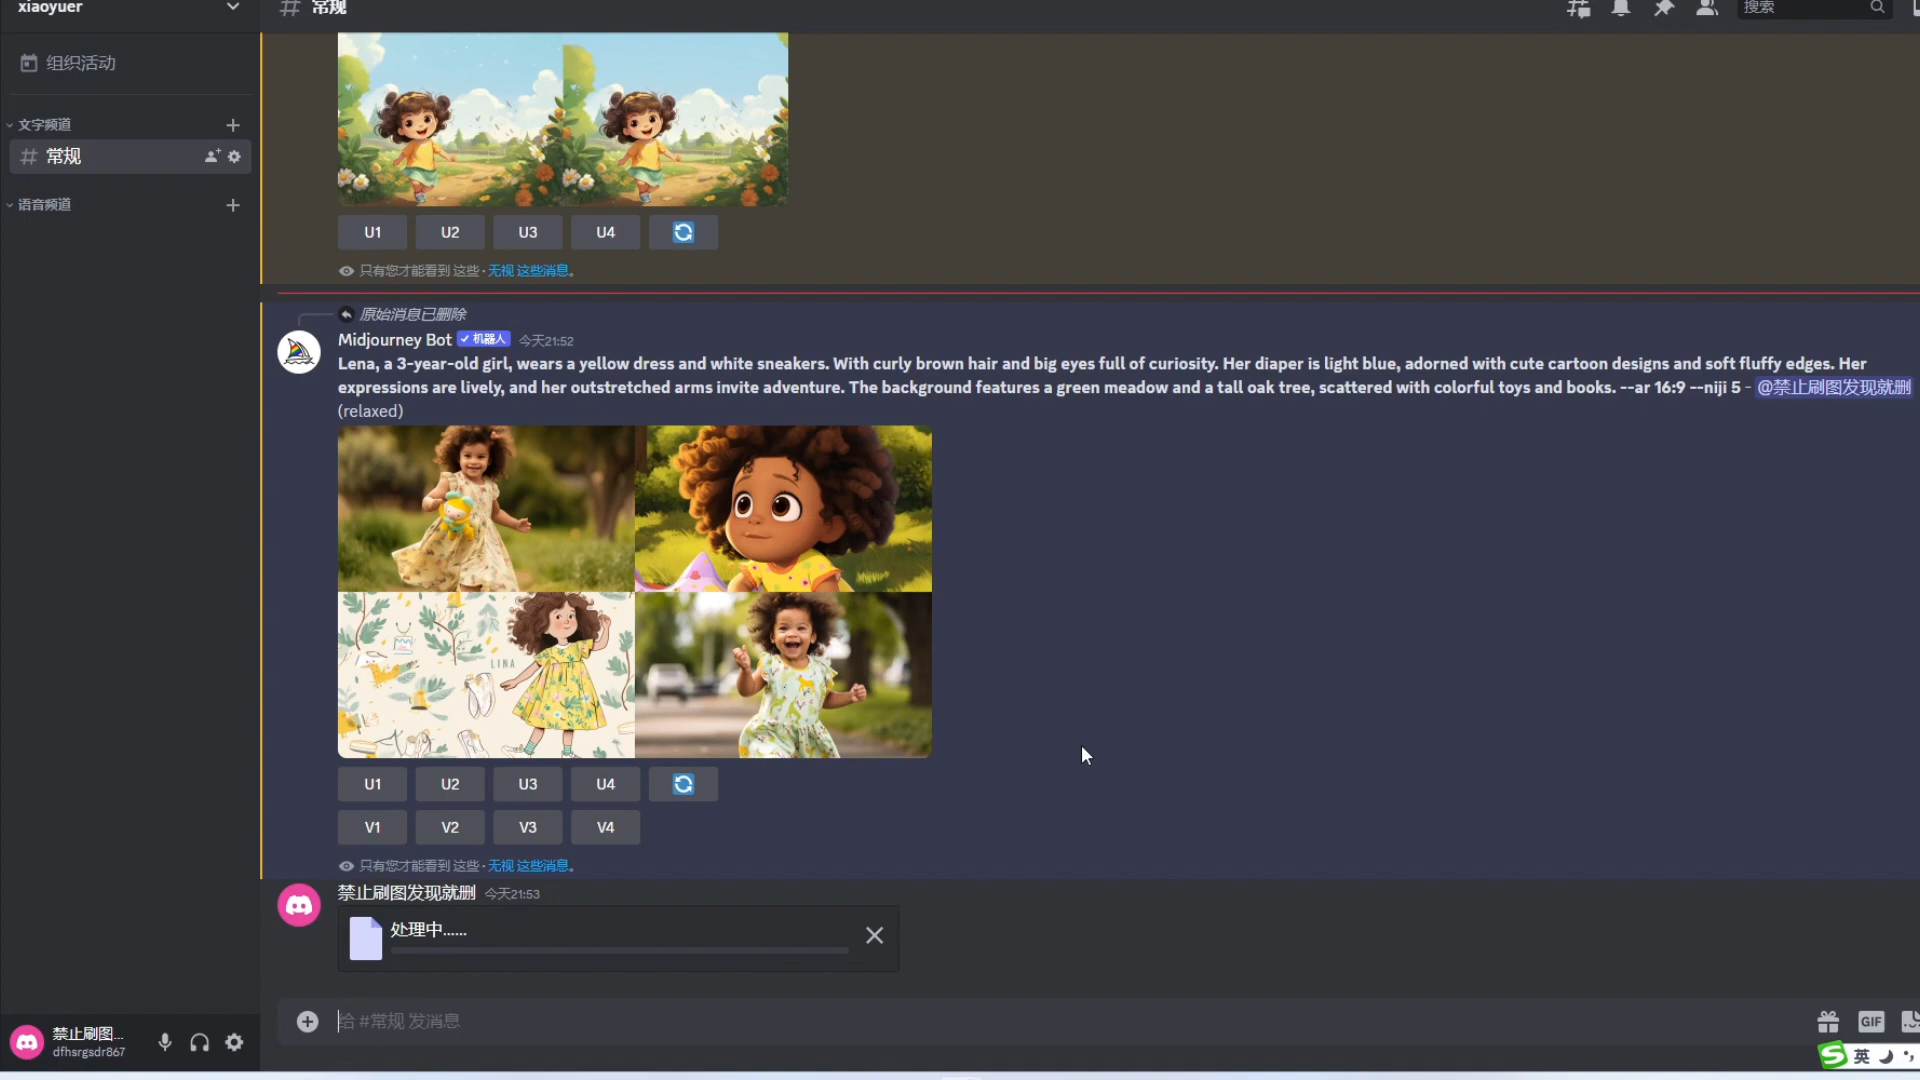 xiaoyuer
常规
搜索
组织活动
文字频道
常规
语音频道
U1 U2 U3 U4
只有您才能看到 这些 · 无视 这些消息。
原始消息已删除
Midjourney Bot 机器人 今天21:52
Lena, a 3-year-old girl, wears a yellow dress and white sneakers. With curly brown hair and big eyes full of curiosity. Her diaper is light blue, adorned with cute cartoon designs and soft fluffy edges. Her
expressions are lively, and her outstretched arms invite adventure. The background features a green meadow and a tall oak tree, scattered with colorful toys and books. --ar 16:9 --niji 5 - @禁止刷图发现就删
(relaxed)
LINA
U1 U2 U3 U4
V1 V2 V3 V4
只有您才能看到 这些 · 无视 这些消息。
禁止刷图发现就删 今天21:53
处理中......
给 #常规 发消息
GIF
禁止刷图...
dfhsrgsdr867
S 英